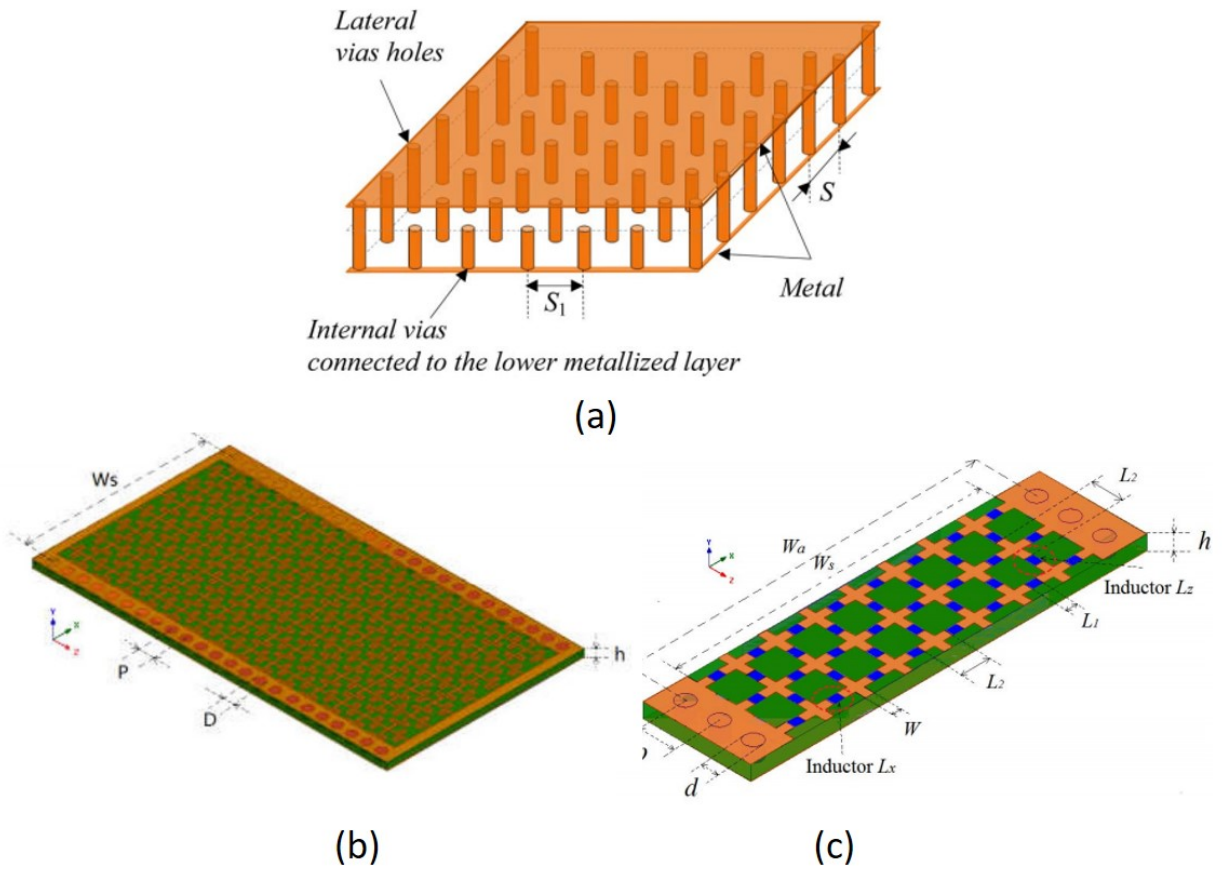 Lateral
vias holes
S
Metal
S1
Internal vias
connected to the lower metallized layer
(a)
Ws
Y
X
Z
P
D
h
L2
Wa
Ws
h
Y
X
Z
Inductor Lz
L1
L2
W
Inductor Lx
d
(b)
(c)